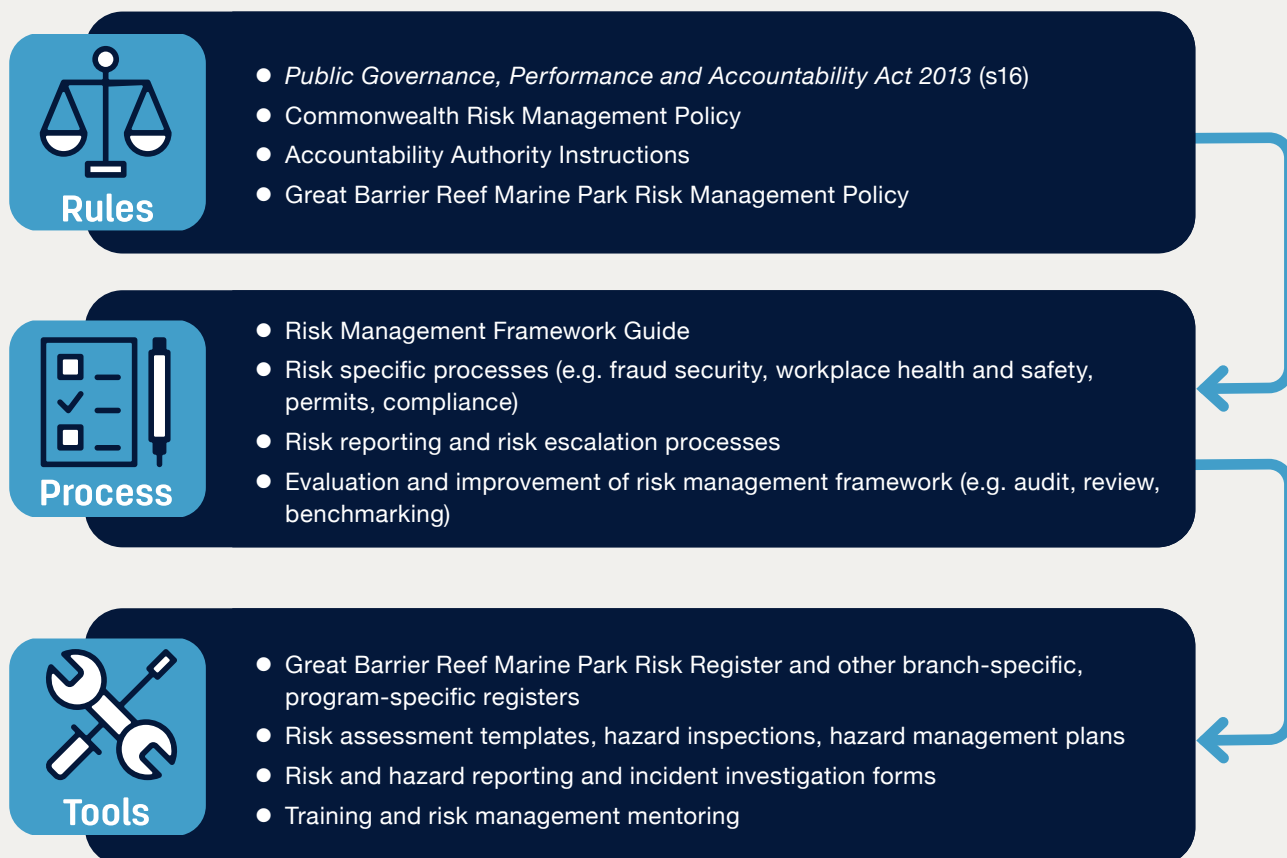 Rules
● Public Governance, Performance and Accountability Act 2013 (s16)
● Commonwealth Risk Management Policy
● Accountability Authority Instructions
● Great Barrier Reef Marine Park Risk Management Policy
Process
● Risk Management Framework Guide
● Risk specific processes (e.g. fraud security, workplace health and safety,
permits, compliance)
● Risk reporting and risk escalation processes
● Evaluation and improvement of risk management framework (e.g. audit, review,
benchmarking)
Tools
● Great Barrier Reef Marine Park Risk Register and other branch-specific,
program-specific registers
● Risk assessment templates, hazard inspections, hazard management plans
● Risk and hazard reporting and incident investigation forms
● Training and risk management mentoring